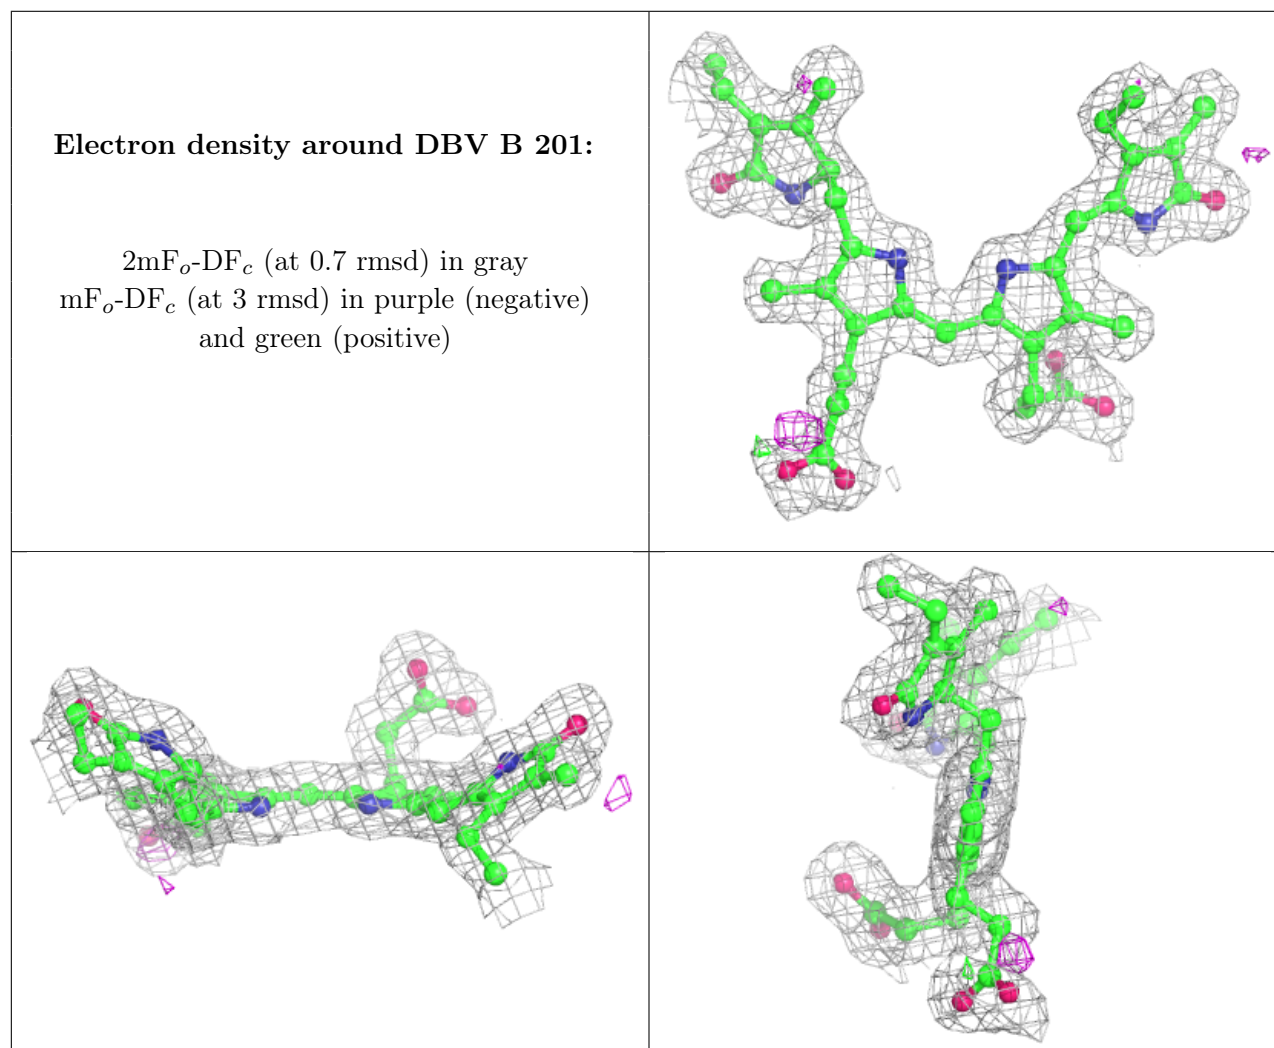 Electron density around DBV B 201:
2mFₒ-DF𝒸 (at 0.7 rmsd) in gray
mFₒ-DF𝒸 (at 3 rmsd) in purple (negative)
and green (positive)